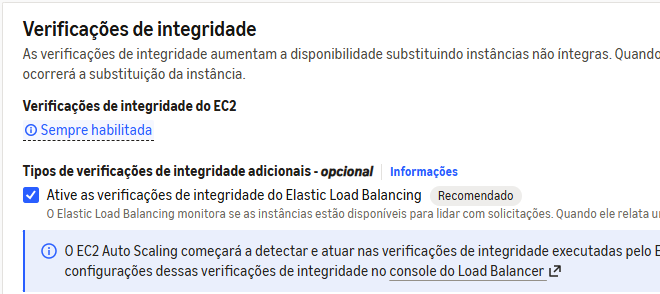 Verificações de integridade
As verificações de integridade aumentam a disponibilidade substituindo instâncias não íntegras. Quando
ocorrerá a substituição da instância.
Verificações de integridade do EC2
Sempre habilitada
Tipos de verificações de integridade adicionais - opcional Informações
Ative as verificações de integridade do Elastic Load Balancing Recomendado
O Elastic Load Balancing monitora se as instâncias estão disponíveis para lidar com solicitações. Quando ele relata
O EC2 Auto Scaling começará a detectar e atuar nas verificações de integridade executadas pelo
configurações dessas verificações de integridade no console do Load Balancer